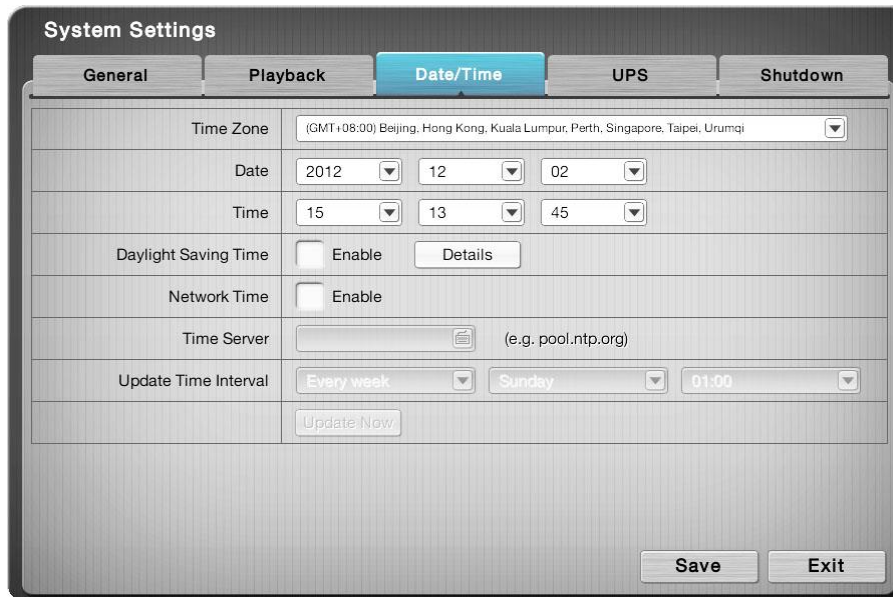 System Settings
General Playback Date/Time UPS Shutdown
Time Zone (GMT+08:00) Beijing, Hong Kong, Kuala Lumpur, Perth, Singapore, Taipei, Urumqi
Date 2012 12 02
Time 15 13 45
Daylight Saving Time Enable Details
Network Time Enable
Time Server (e.g. pool.ntp.org)
Update Time Interval Every week Sunday 01:00
Update Now
Save Exit